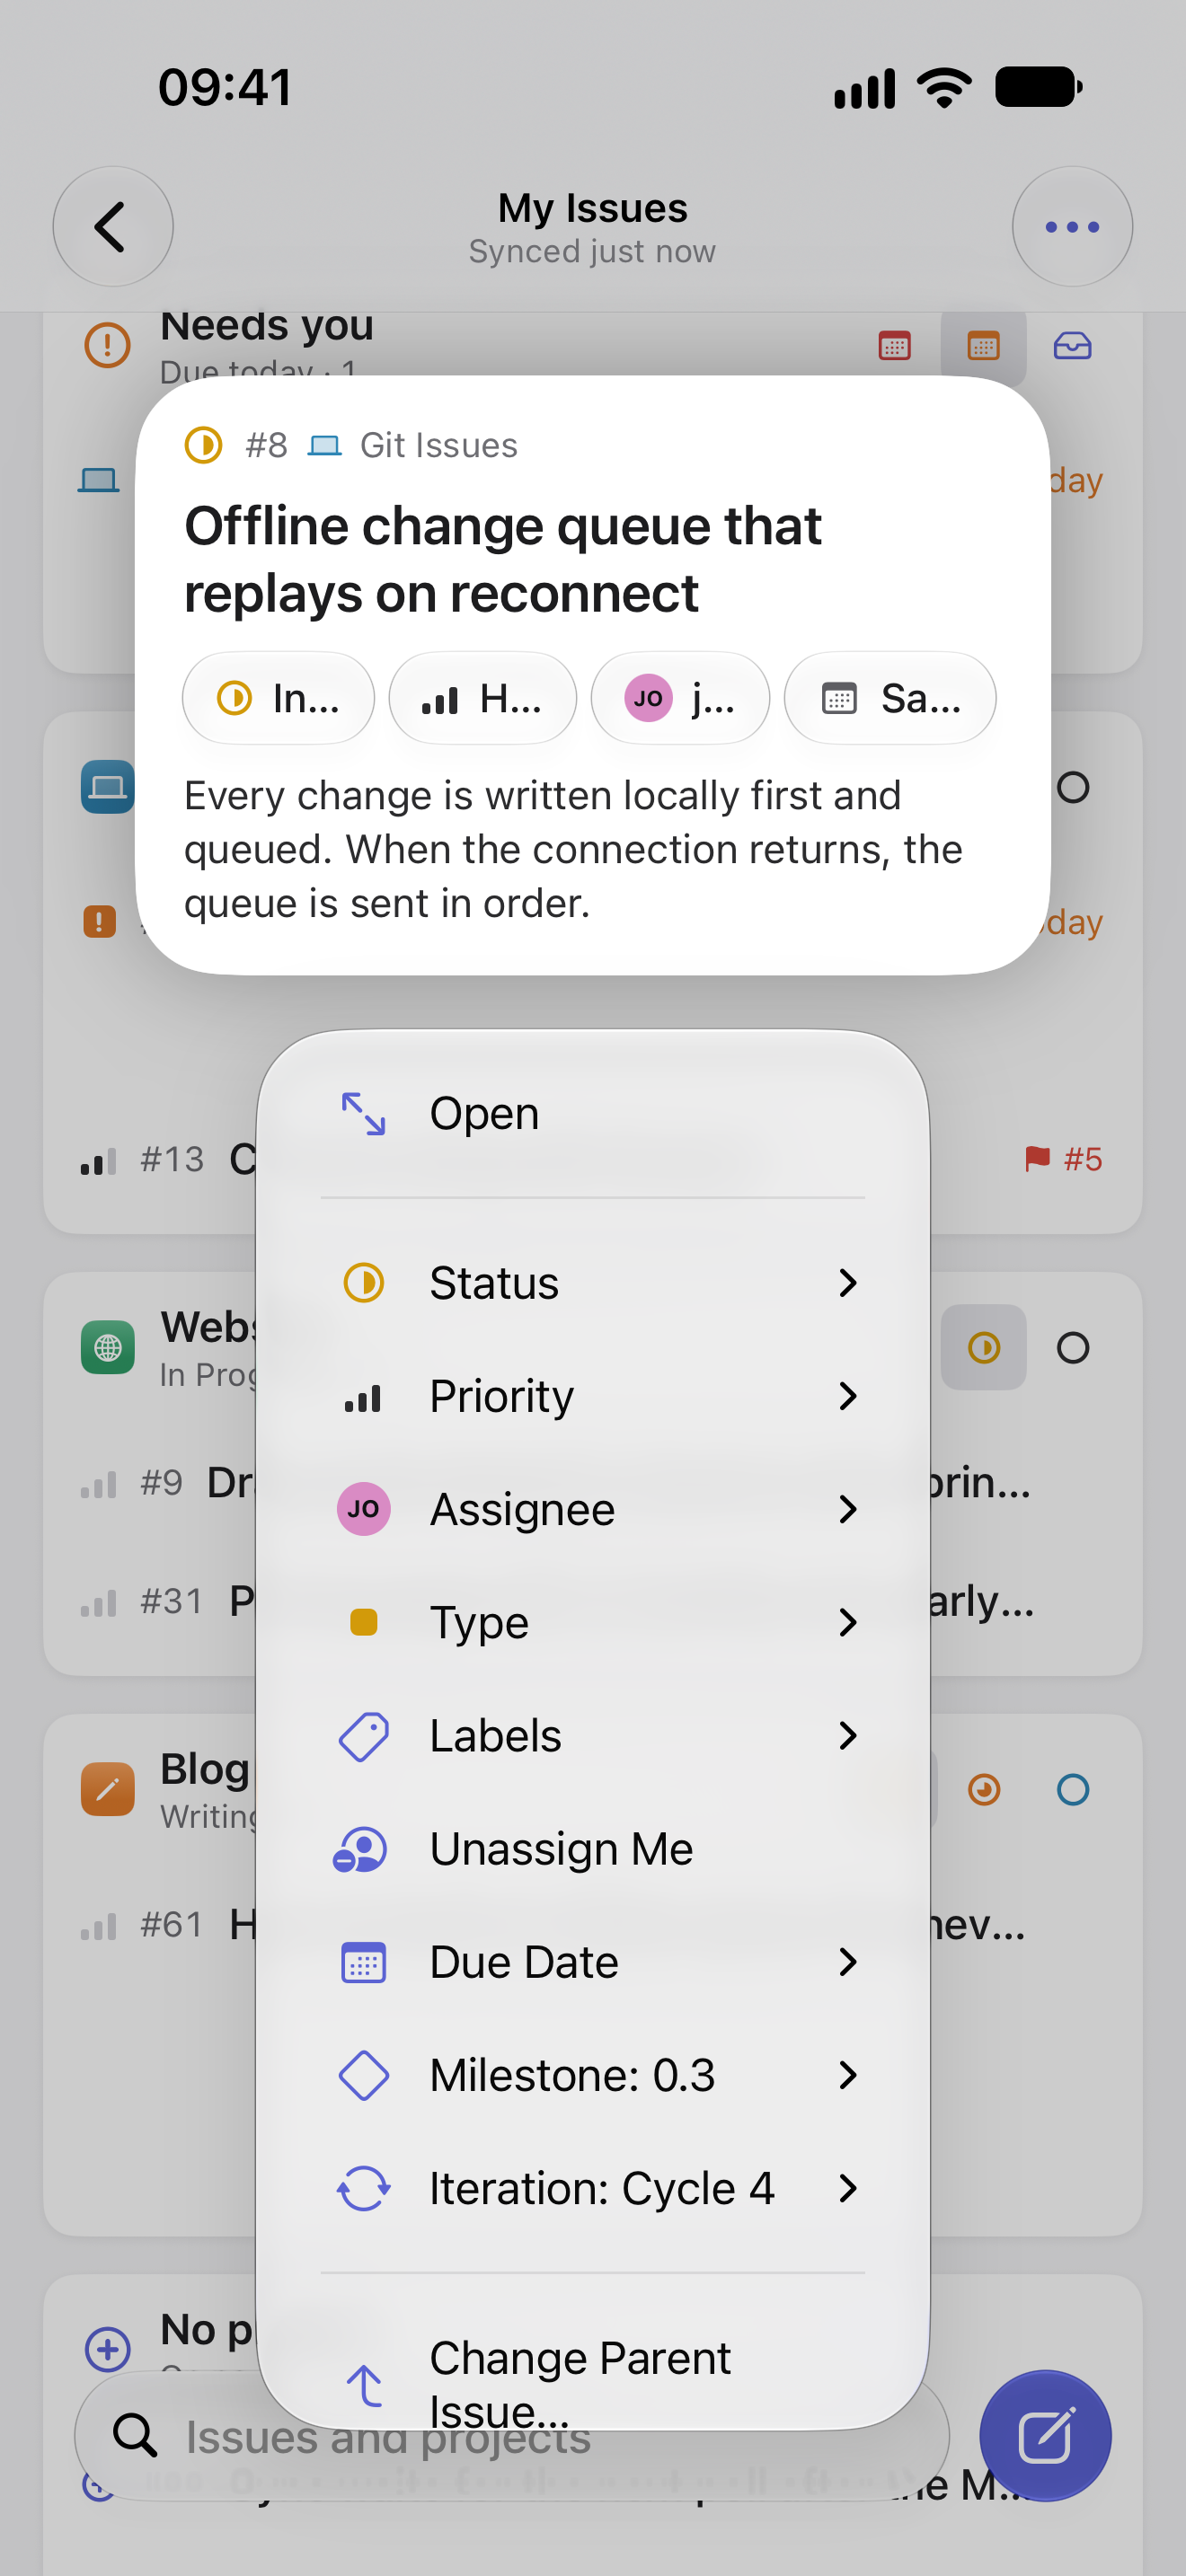 09:41
My Issues
Synced just now
Needs you
Due today · 1
#8 Git Issues
day
Offline change queue that
replays on reconnect
In... H... JO j... Sa...
Every change is written locally first and
queued. When the connection returns, the
queue is sent in order.
day
Open
#13 C #5
Status
Webs
Priority
In Prog
#9 Dr prin...
JO Assignee
#31 P arly...
Type
Labels
Blog
Writing
Unassign Me
#61 H nev...
Due Date
Milestone: 0.3
Iteration: Cycle 4
No p
Change Parent
Issue...
Issues and projects
he M...